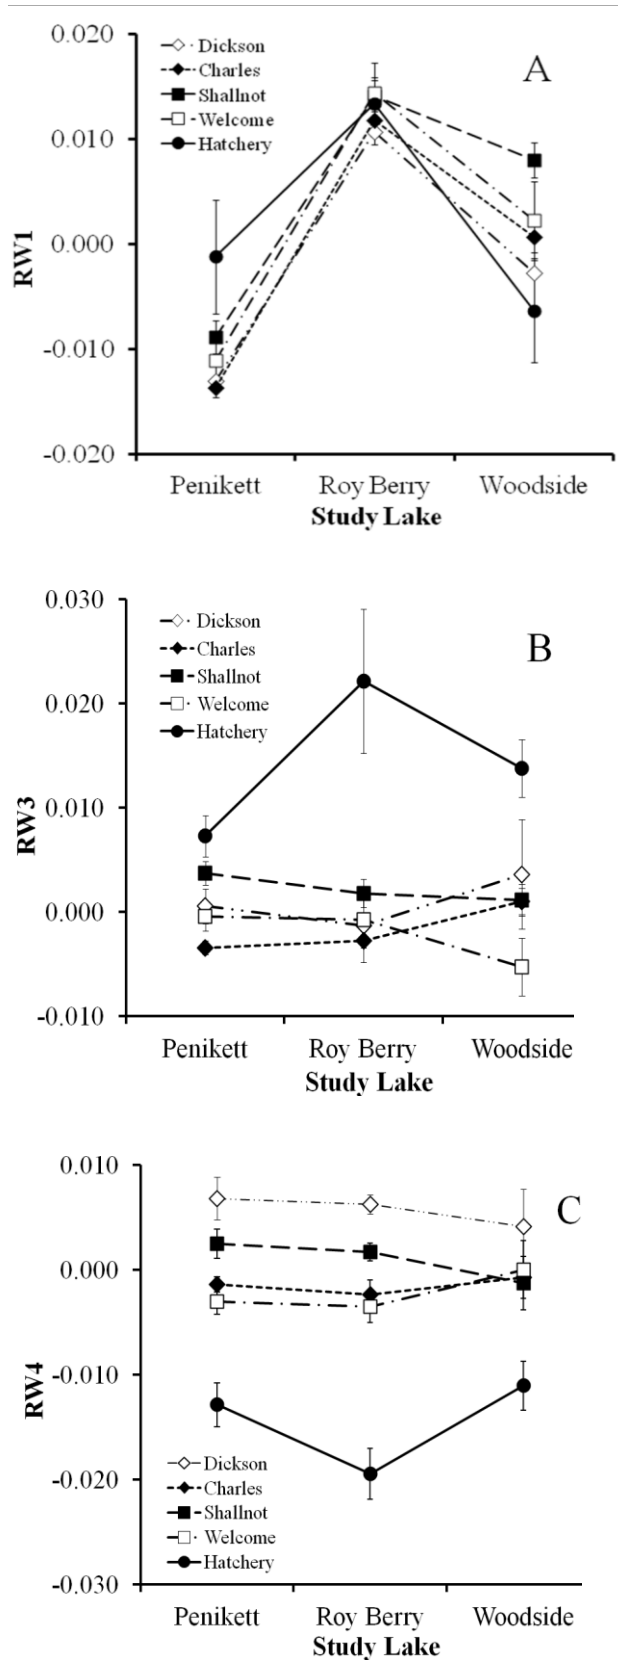 0.020
Dickson
Charles
Shallnot
Welcome
Hatchery
A
0.010
0.000
-0.010
-0.020
RW1
Penikett Roy Berry Woodside
Study Lake
0.030
Dickson
Charles
Shallnot
Welcome
Hatchery
B
0.020
0.010
0.000
-0.010
RW3
Penikett Roy Berry Woodside
Study Lake
0.010
C
0.000
-0.010
-0.020
-0.030
RW4
Dickson
Charles
Shallnot
Welcome
Hatchery
Penikett Roy Berry Woodside
Study Lake